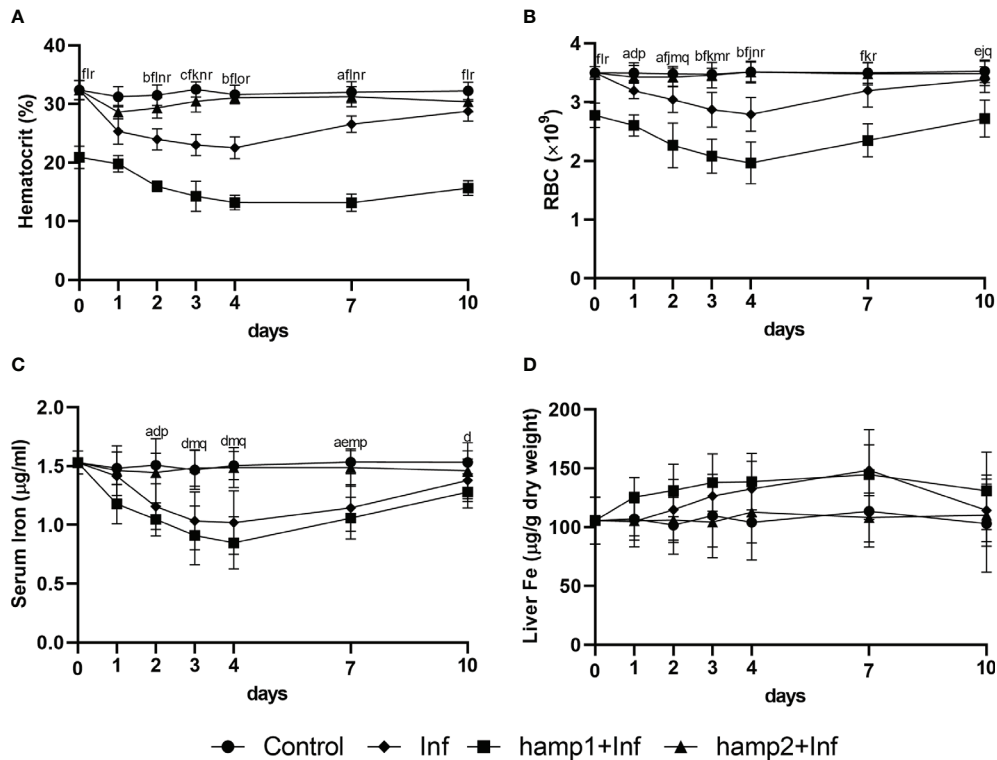 A
Hematocrit (%)
40
30
20
10
0
flr
bflnr
cfknr
bflor
aflnr
flr
0 1 2 3 4 7 10
days
B
RBC (×10⁹)
4
3
2
1
0
flr
adp
afjmq
bfkmr
bfjnr
fkr
ejq
0 1 2 3 4 7 10
days
C
Serum Iron (µg/ml)
2.0
1.5
1.0
0.5
0.0
adp
dmq
dmq
aemp
d
0 1 2 3 4 7 10
days
D
Liver Fe (µg/g dry weight)
200
150
100
50
0
0 1 2 3 4 7 10
days
Control Inf hamp1+Inf hamp2+Inf